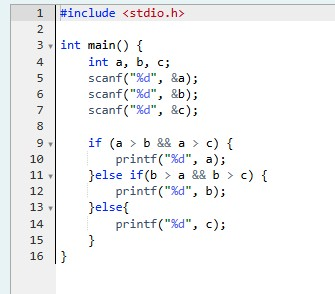 1 #include <stdio.h>
2
3 int main() {
4     int a, b, c;
5     scanf("%d", &a);
6     scanf("%d", &b);
7     scanf("%d", &c);
8
9     if (a > b && a > c) {
10         printf("%d", a);
11     }else if(b > a && b > c) {
12         printf("%d", b);
13     }else{
14         printf("%d", c);
15     }
16 }